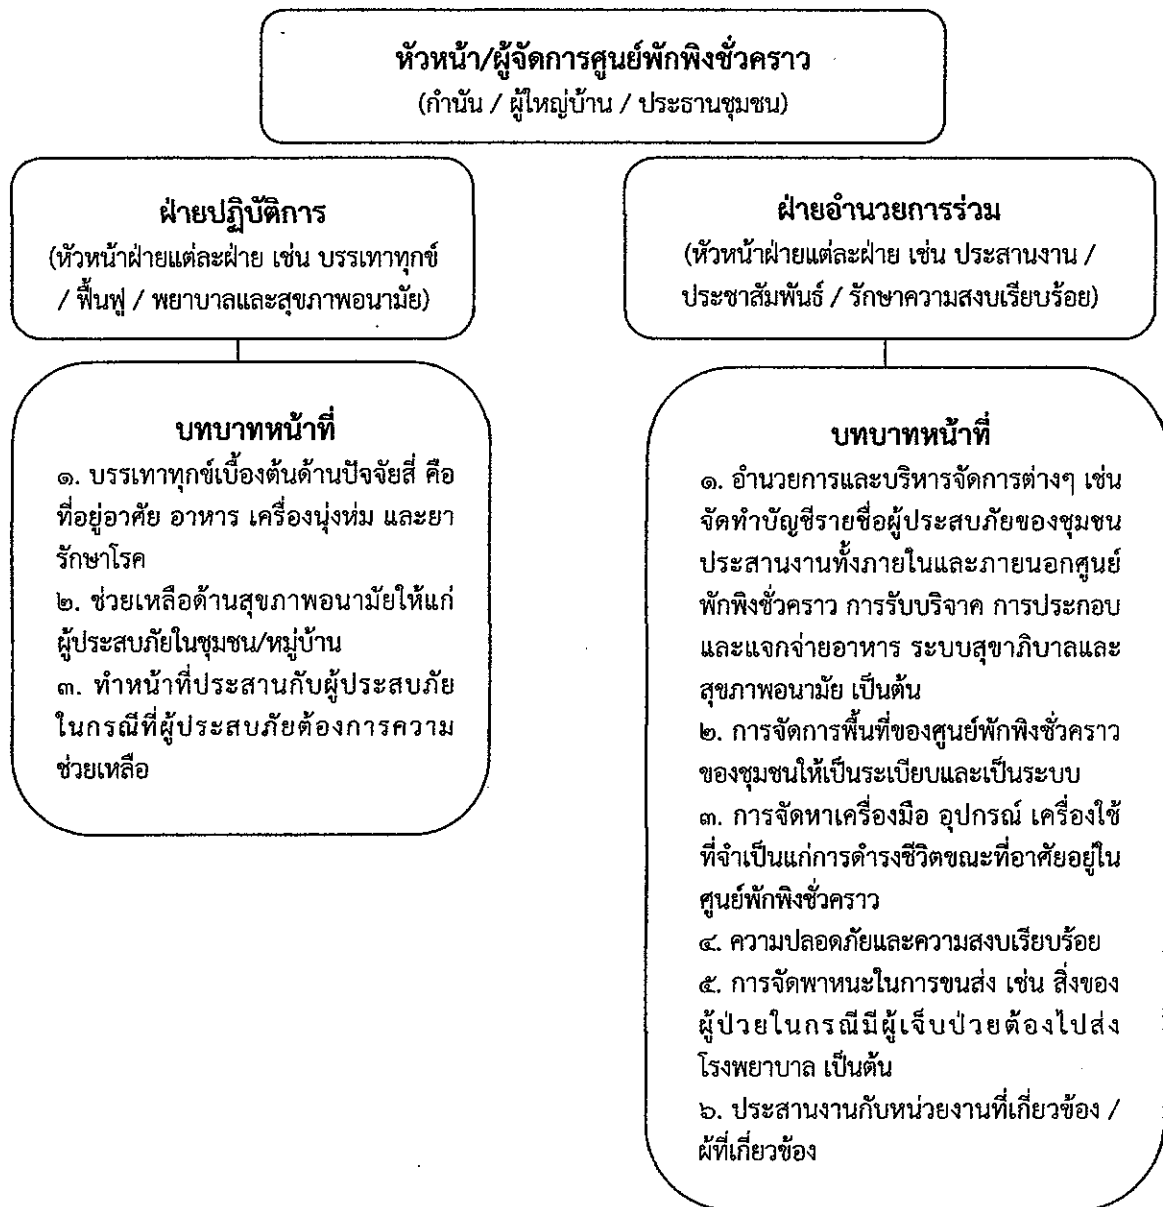 หัวหน้า/ผู้จัดการศูนย์พักพิงชั่วคราว
(กำนัน / ผู้ใหญ่บ้าน / ประธานชุมชน)
ฝ่ายปฏิบัติการ
(หัวหน้าฝ่ายแต่ละฝ่าย เช่น บรรเทาทุกข์
/ ฟื้นฟู / พยาบาลและสุขภาพอนามัย)
บทบาทหน้าที่
๑. บรรเทาทุกข์เบื้องต้นด้านปัจจัยสี่ คือ
ที่อยู่อาศัย อาหาร เครื่องนุ่งห่ม และยา
รักษาโรค
๒. ช่วยเหลือด้านสุขภาพอนามัยให้แก่
ผู้ประสบภัยในชุมชน/หมู่บ้าน
๓. ทำหน้าที่ประสานกับผู้ประสบภัย
ในกรณีที่ผู้ประสบภัยต้องการความ
ช่วยเหลือ
ฝ่ายอำนวยการร่วม
(หัวหน้าฝ่ายแต่ละฝ่าย เช่น ประสานงาน /
ประชาสัมพันธ์ / รักษาความสงบเรียบร้อย)
บทบาทหน้าที่
๑. อำนวยการและบริหารจัดการต่างๆ เช่น
จัดทำบัญชีรายชื่อผู้ประสบภัยของชุมชน
ประสานงานทั้งภายในและภายนอกศูนย์
พักพิงชั่วคราว การรับบริจาค การประกอบ
และแจกจ่ายอาหาร ระบบสุขาภิบาลและ
สุขภาพอนามัย เป็นต้น
๒. การจัดการพื้นที่ของศูนย์พักพิงชั่วคราว
ของชุมชนให้เป็นระเบียบและเป็นระบบ
๓. การจัดหาเครื่องมือ อุปกรณ์ เครื่องใช้
ที่จำเป็นแก่การดำรงชีวิตขณะที่อาศัยอยู่ใน
ศูนย์พักพิงชั่วคราว
๔. ความปลอดภัยและความสงบเรียบร้อย
๕. การจัดพาหนะในการขนส่ง เช่น สิ่งของ
ผู้ป่วยในกรณีมีผู้เจ็บป่วยต้องไปส่ง
โรงพยาบาล เป็นต้น
๖. ประสานงานกับหน่วยงานที่เกี่ยวข้อง /
ผู้ที่เกี่ยวข้อง